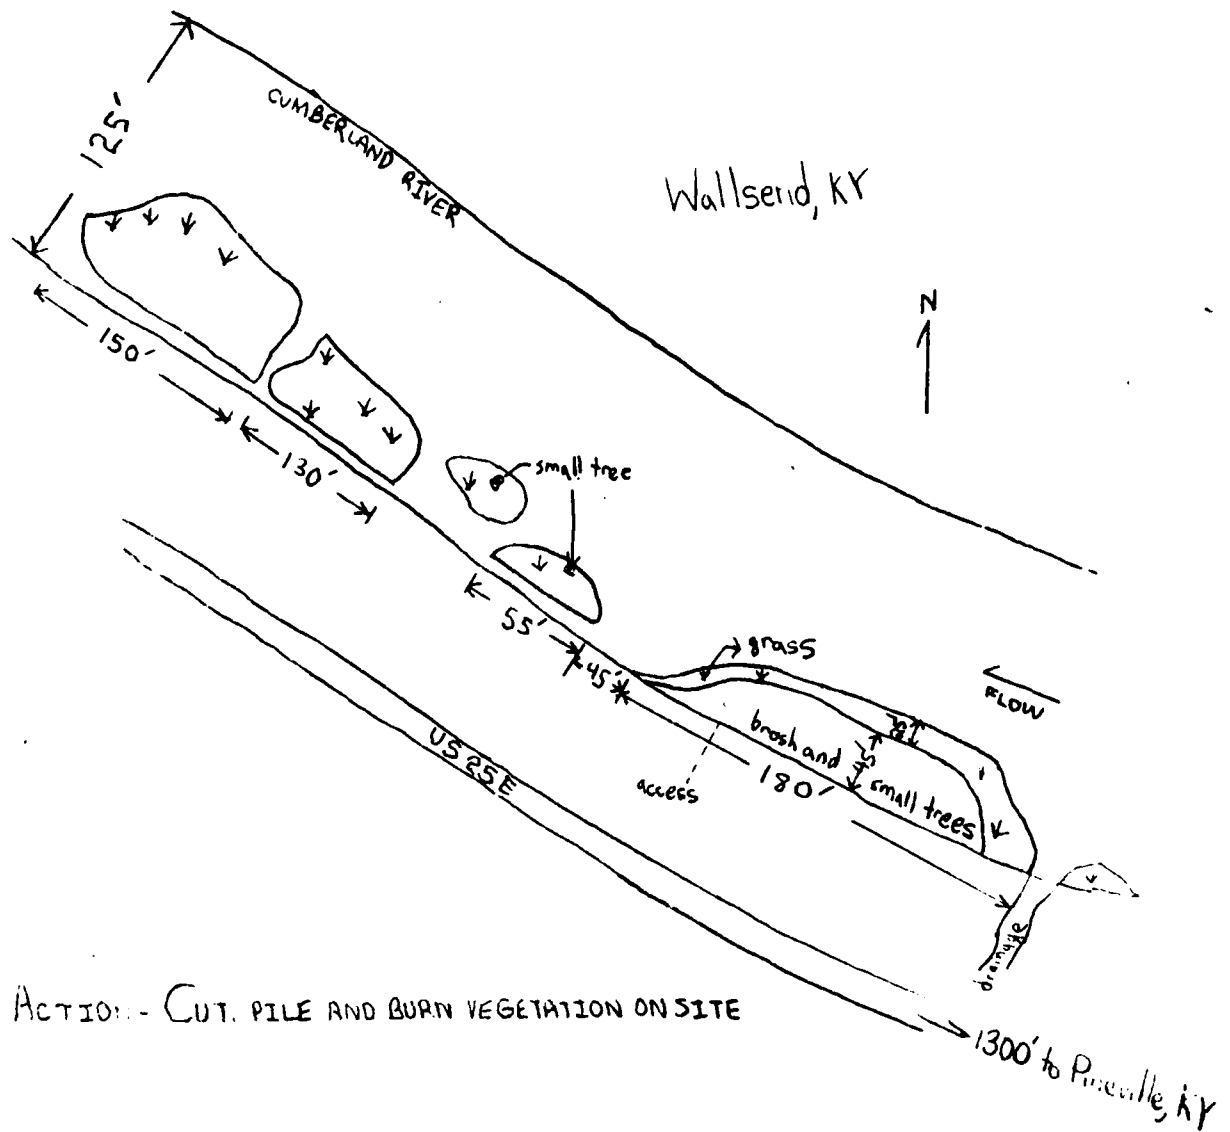 125'
CUMBERLAND RIVER
Wallsend, KY
N
150'
130'
small tree
55'
45'
grass
FLOW
brush and
small trees
45'
180'
access
US 25E
drainage
ACTION - CUT, PILE AND BURN VEGETATION ON SITE
1300' to Pineville, KY